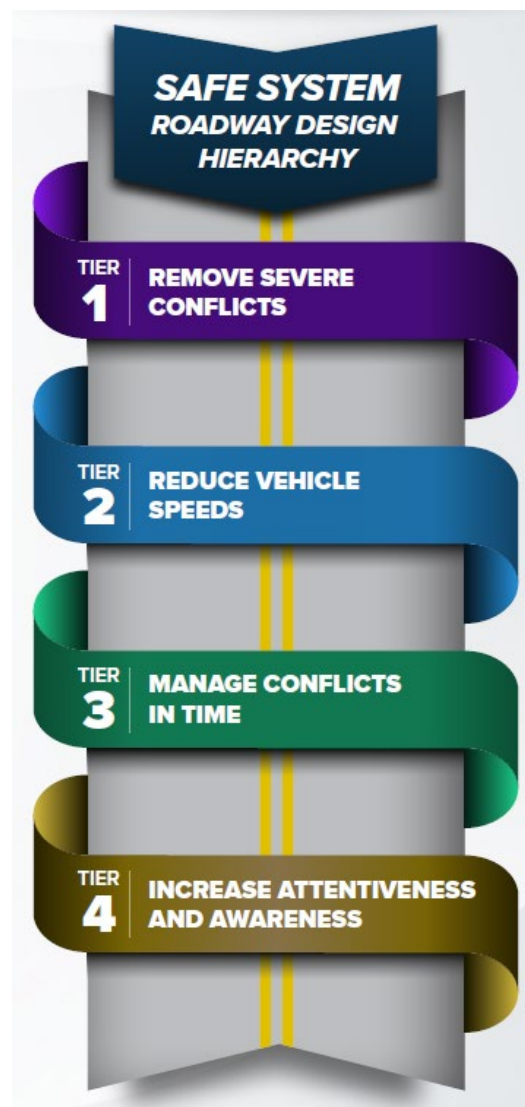 SAFE SYSTEM
ROADWAY DESIGN
HIERARCHY
TIER
1
REMOVE SEVERE
CONFLICTS
TIER
2
REDUCE VEHICLE
SPEEDS
TIER
3
MANAGE CONFLICTS
IN TIME
TIER
4
INCREASE ATTENTIVENESS
AND AWARENESS